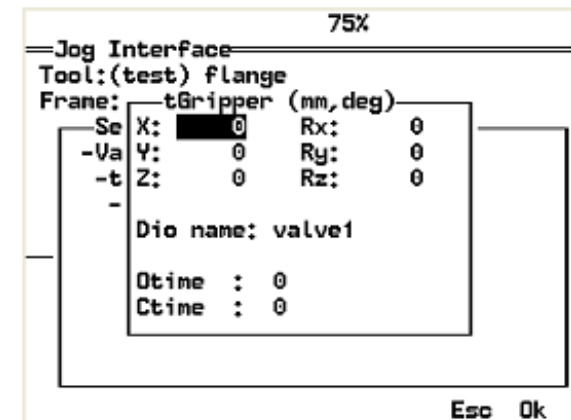 75%
Jog Interface
Tool:(test) flange
Frame: tGripper (mm,deg)
Se X: 0 Rx: 0
-Va Y: 0 Ry: 0
-t Z: 0 Rz: 0
-
Dio name: valve1
Otime : 0
Ctime : 0
Esc Ok